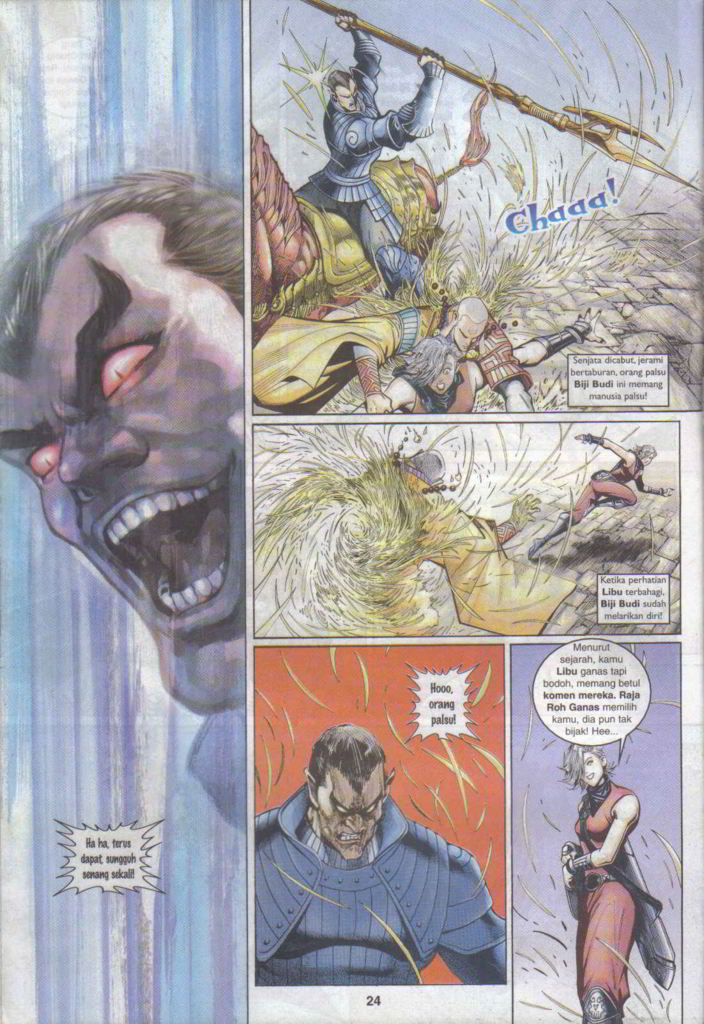 Ha ha, terus
dapat, sungguh
senang sekali!
Chaaa!
Senjata dicabut, jerami
bertaburan, orang palsu
Biji Budi ini memang
manusia palsu!
Ketika perhatian
Libu terbahagi,
Biji Budi sudah
melarikan diri!
Hooo,
orang
palsu!
Menurut
sejarah, kamu
Libu ganas tapi
bodoh, memang betul
komen mereka. Raja
Roh Ganas memilih
kamu, dia pun tak
bijak! Hee...
24